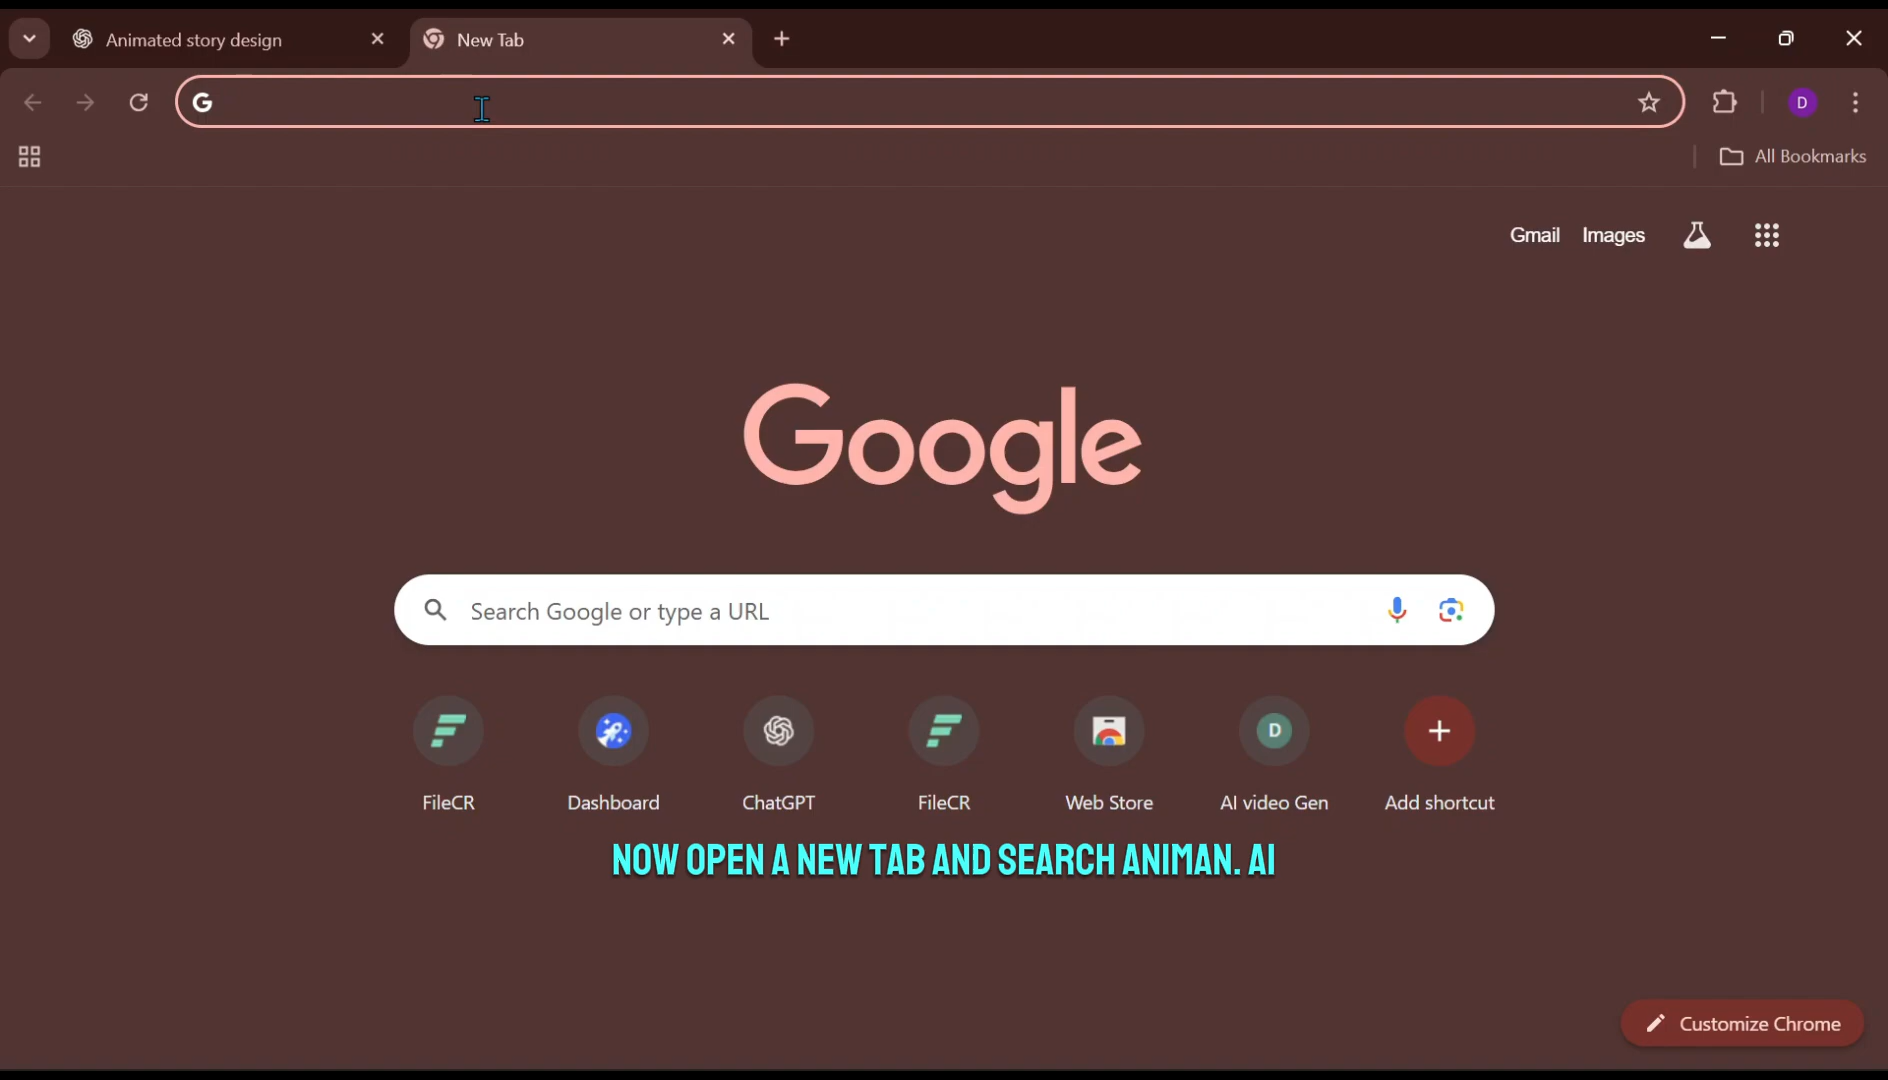 Animated story design
New Tab
All Bookmarks
Gmail
Images
Google
Search Google or type a URL
D
FileCR
Dashboard
ChatGPT
FileCR
Web Store
D
AI video Gen
Add shortcut
NOW OPEN A NEW TAB AND SEARCH ANIMAN. AI
Customize Chrome